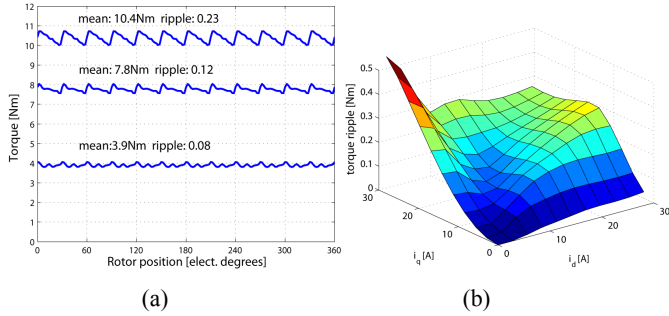 12
11
10
9
8
7
6
5
4
3
2
1
0
Torque [Nm]
mean: 10.4Nm ripple: 0.23
mean: 7.8Nm ripple: 0.12
mean:3.9Nm ripple: 0.08
0 60 120 180 240 300 360
Rotor position [elect. degrees]
(a)
0.5
0.4
0.3
0.2
0.1
0
torque ripple [Nm]
30
20
10
0
i_q [A]
0
10
20
30
i_d [A]
(b)